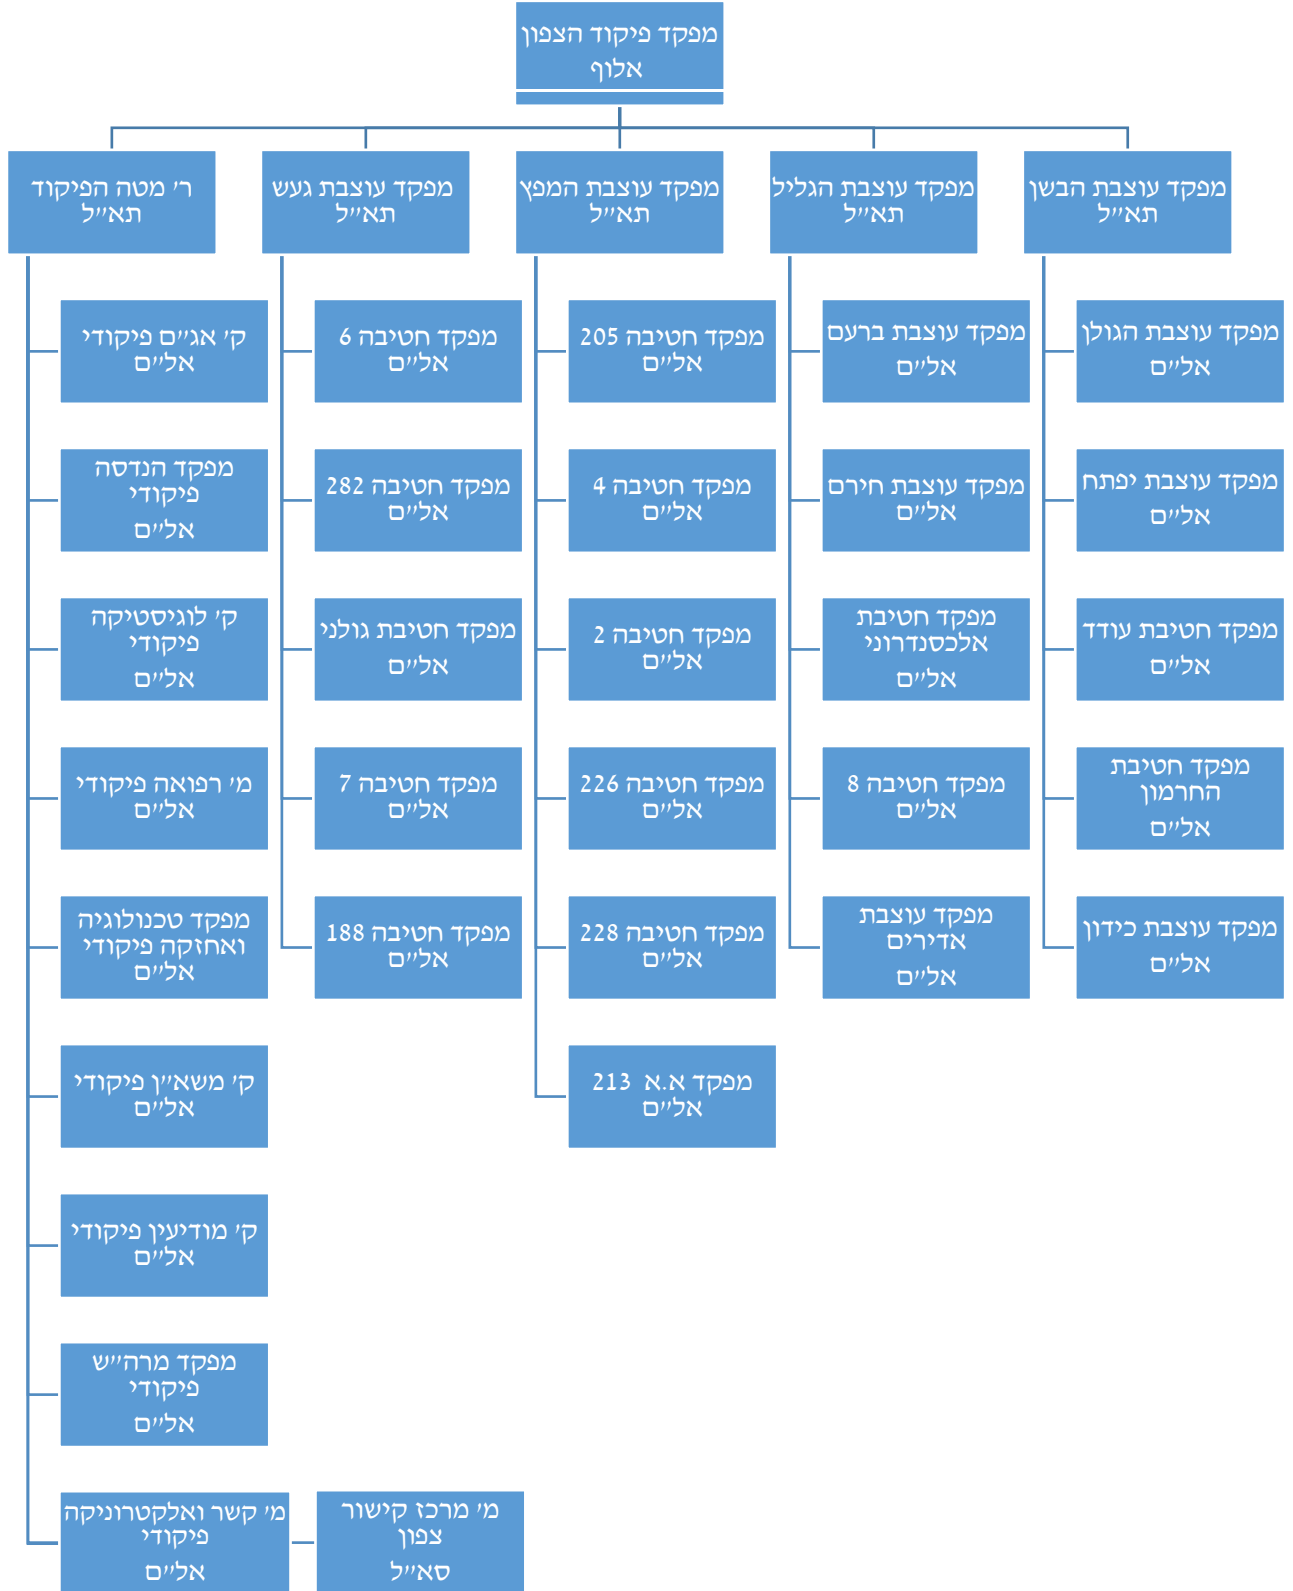 מפקד פיקוד הצפון
אלוף
מפקד עוצבת הבשן
תא״ל
מפקד עוצבת הגליל
תא״ל
מפקד עוצבת המפץ
תא״ל
מפקד עוצבת געש
תא״ל
ר׳ מטה הפיקוד
תא״ל
מפקד עוצבת הגולן
אל״ם
מפקד עוצבת יפתח
אל״ם
מפקד חטיבת עודד
אל״ם
מפקד חטיבת
החרמון
אל״ם
מפקד עוצבת כידון
אל״ם
מפקד עוצבת ברעם
אל״ם
מפקד עוצבת חירם
אל״ם
מפקד חטיבת
אלכסנדרוני
אל״ם
מפקד חטיבה 8
אל״ם
מפקד עוצבת
אדירים
אל״ם
מפקד חטיבה 205
אל״ם
מפקד חטיבה 4
אל״ם
מפקד חטיבה 2
אל״ם
מפקד חטיבה 226
אל״ם
מפקד חטיבה 228
אל״ם
מפקד א.א 213
אל״ם
מפקד חטיבה 6
אל״ם
מפקד חטיבה 282
אל״ם
מפקד חטיבת גולני
אל״ם
מפקד חטיבה 7
אל״ם
מפקד חטיבה 188
אל״ם
ק׳ אג״ם פיקודי
אל״ם
מפקד הנדסה
פיקודי
אל״ם
ק׳ לוגיסטיקה
פיקודי
אל״ם
מ׳ רפואה פיקודי
אל״ם
מפקד טכנולוגיה
ואחזקה פיקודי
אל״ם
ק׳ משא״ן פיקודי
אל״ם
ק׳ מודיעין פיקודי
אל״ם
מפקד מרה״ש
פיקודי
אל״ם
מ׳ קשר ואלקטרוניקה
פיקודי
אל״ם
מ׳ מרכז קישור
צפון
סא״ל